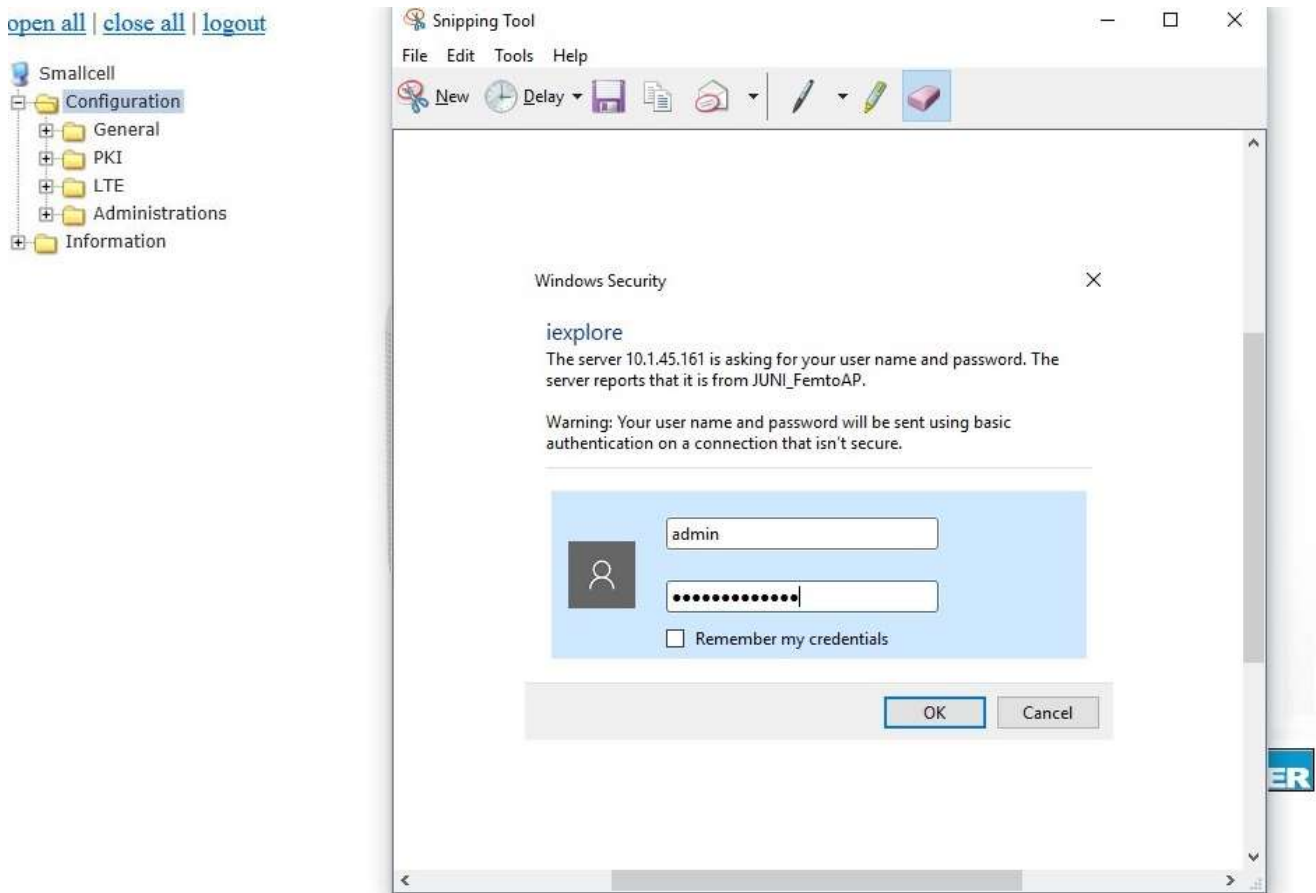 open all | close all | logout
Smallcell
Configuration
General
PKI
LTE
Administrations
Information
Snipping Tool
File Edit Tools Help
New Delay
Windows Security
iexplore
The server 10.1.45.161 is asking for your user name and password. The
server reports that it is from JUNI_FemtoAP.
Warning: Your user name and password will be sent using basic
authentication on a connection that isn't secure.
admin
•••••••••••••
Remember my credentials
OK Cancel
ER